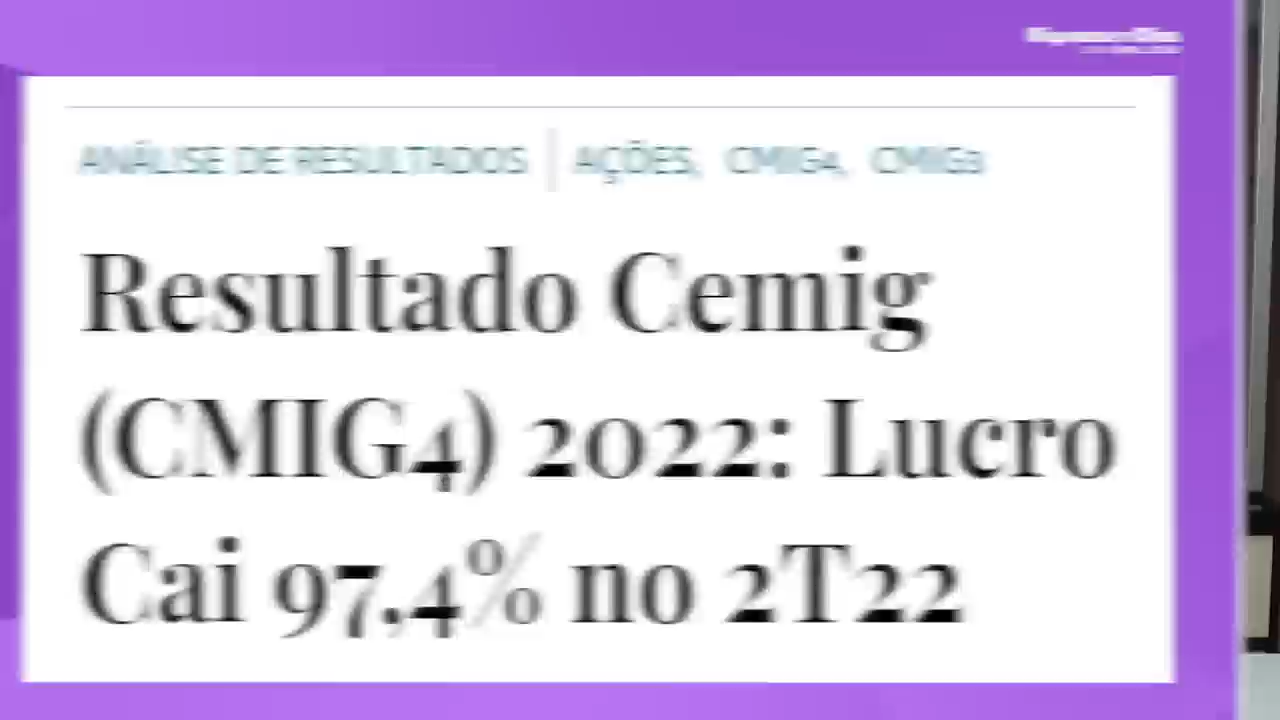 ANÁLISE DE RESULTADOS | AÇÕES, CMIG4, CMIG3
Resultado Cemig
(CMIG4) 2022: Lucro
Cai 97,4% no 2T22